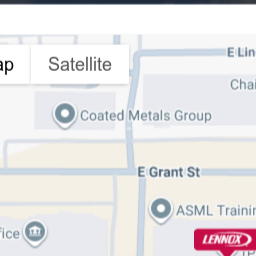 ap Satellite
E Lin
Chai
Coated Metals Group
E Grant St
ASML Trainin
LENNOX
fice